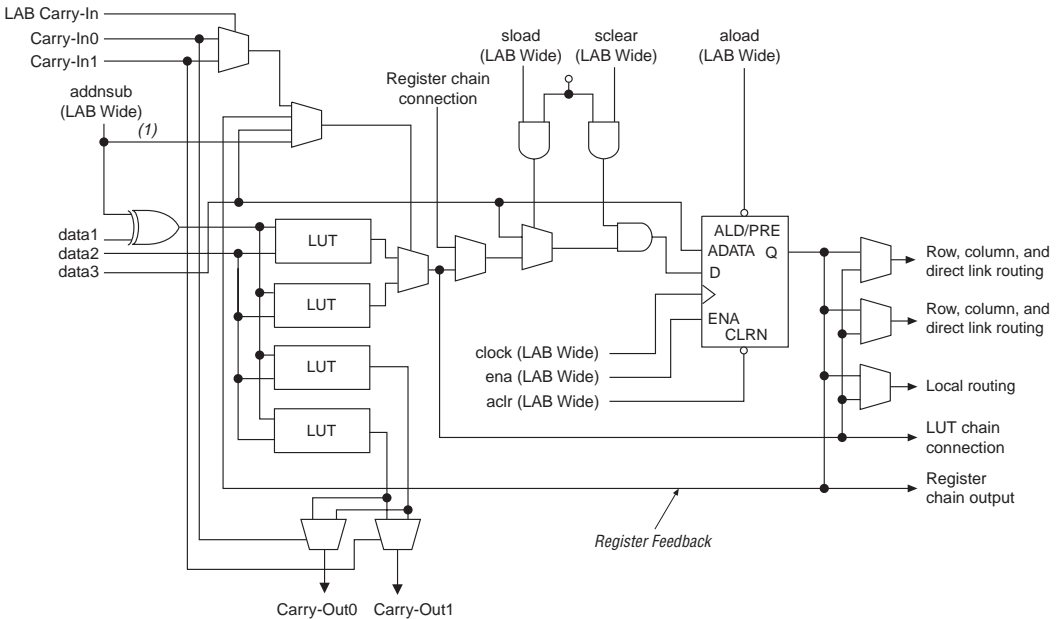 LAB Carry-In
Carry-In0
Carry-In1
addnsub
(LAB Wide)
(1)
Register chain
connection
sload
(LAB Wide)
sclear
(LAB Wide)
aload
(LAB Wide)
data1
data2
data3
LUT
LUT
LUT
LUT
ALD/PRE
ADATA
Q
D
ENA
CLRN
clock (LAB Wide)
ena (LAB Wide)
aclr (LAB Wide)
Row, column, and
direct link routing
Row, column, and
direct link routing
Local routing
LUT chain
connection
Register
chain output
Register Feedback
Carry-Out0
Carry-Out1